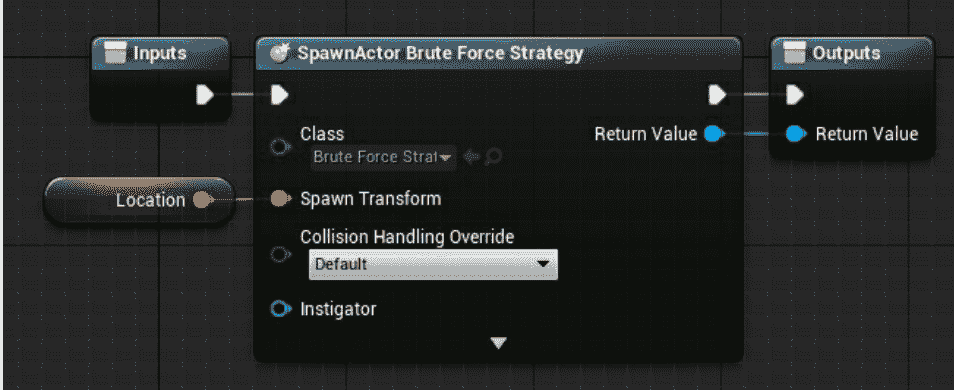 Inputs
SpawnActor Brute Force Strategy
Outputs
Class
Brute Force Strat
Return Value
Return Value
Location
Spawn Transform
Collision Handling Override
Default
Instigator